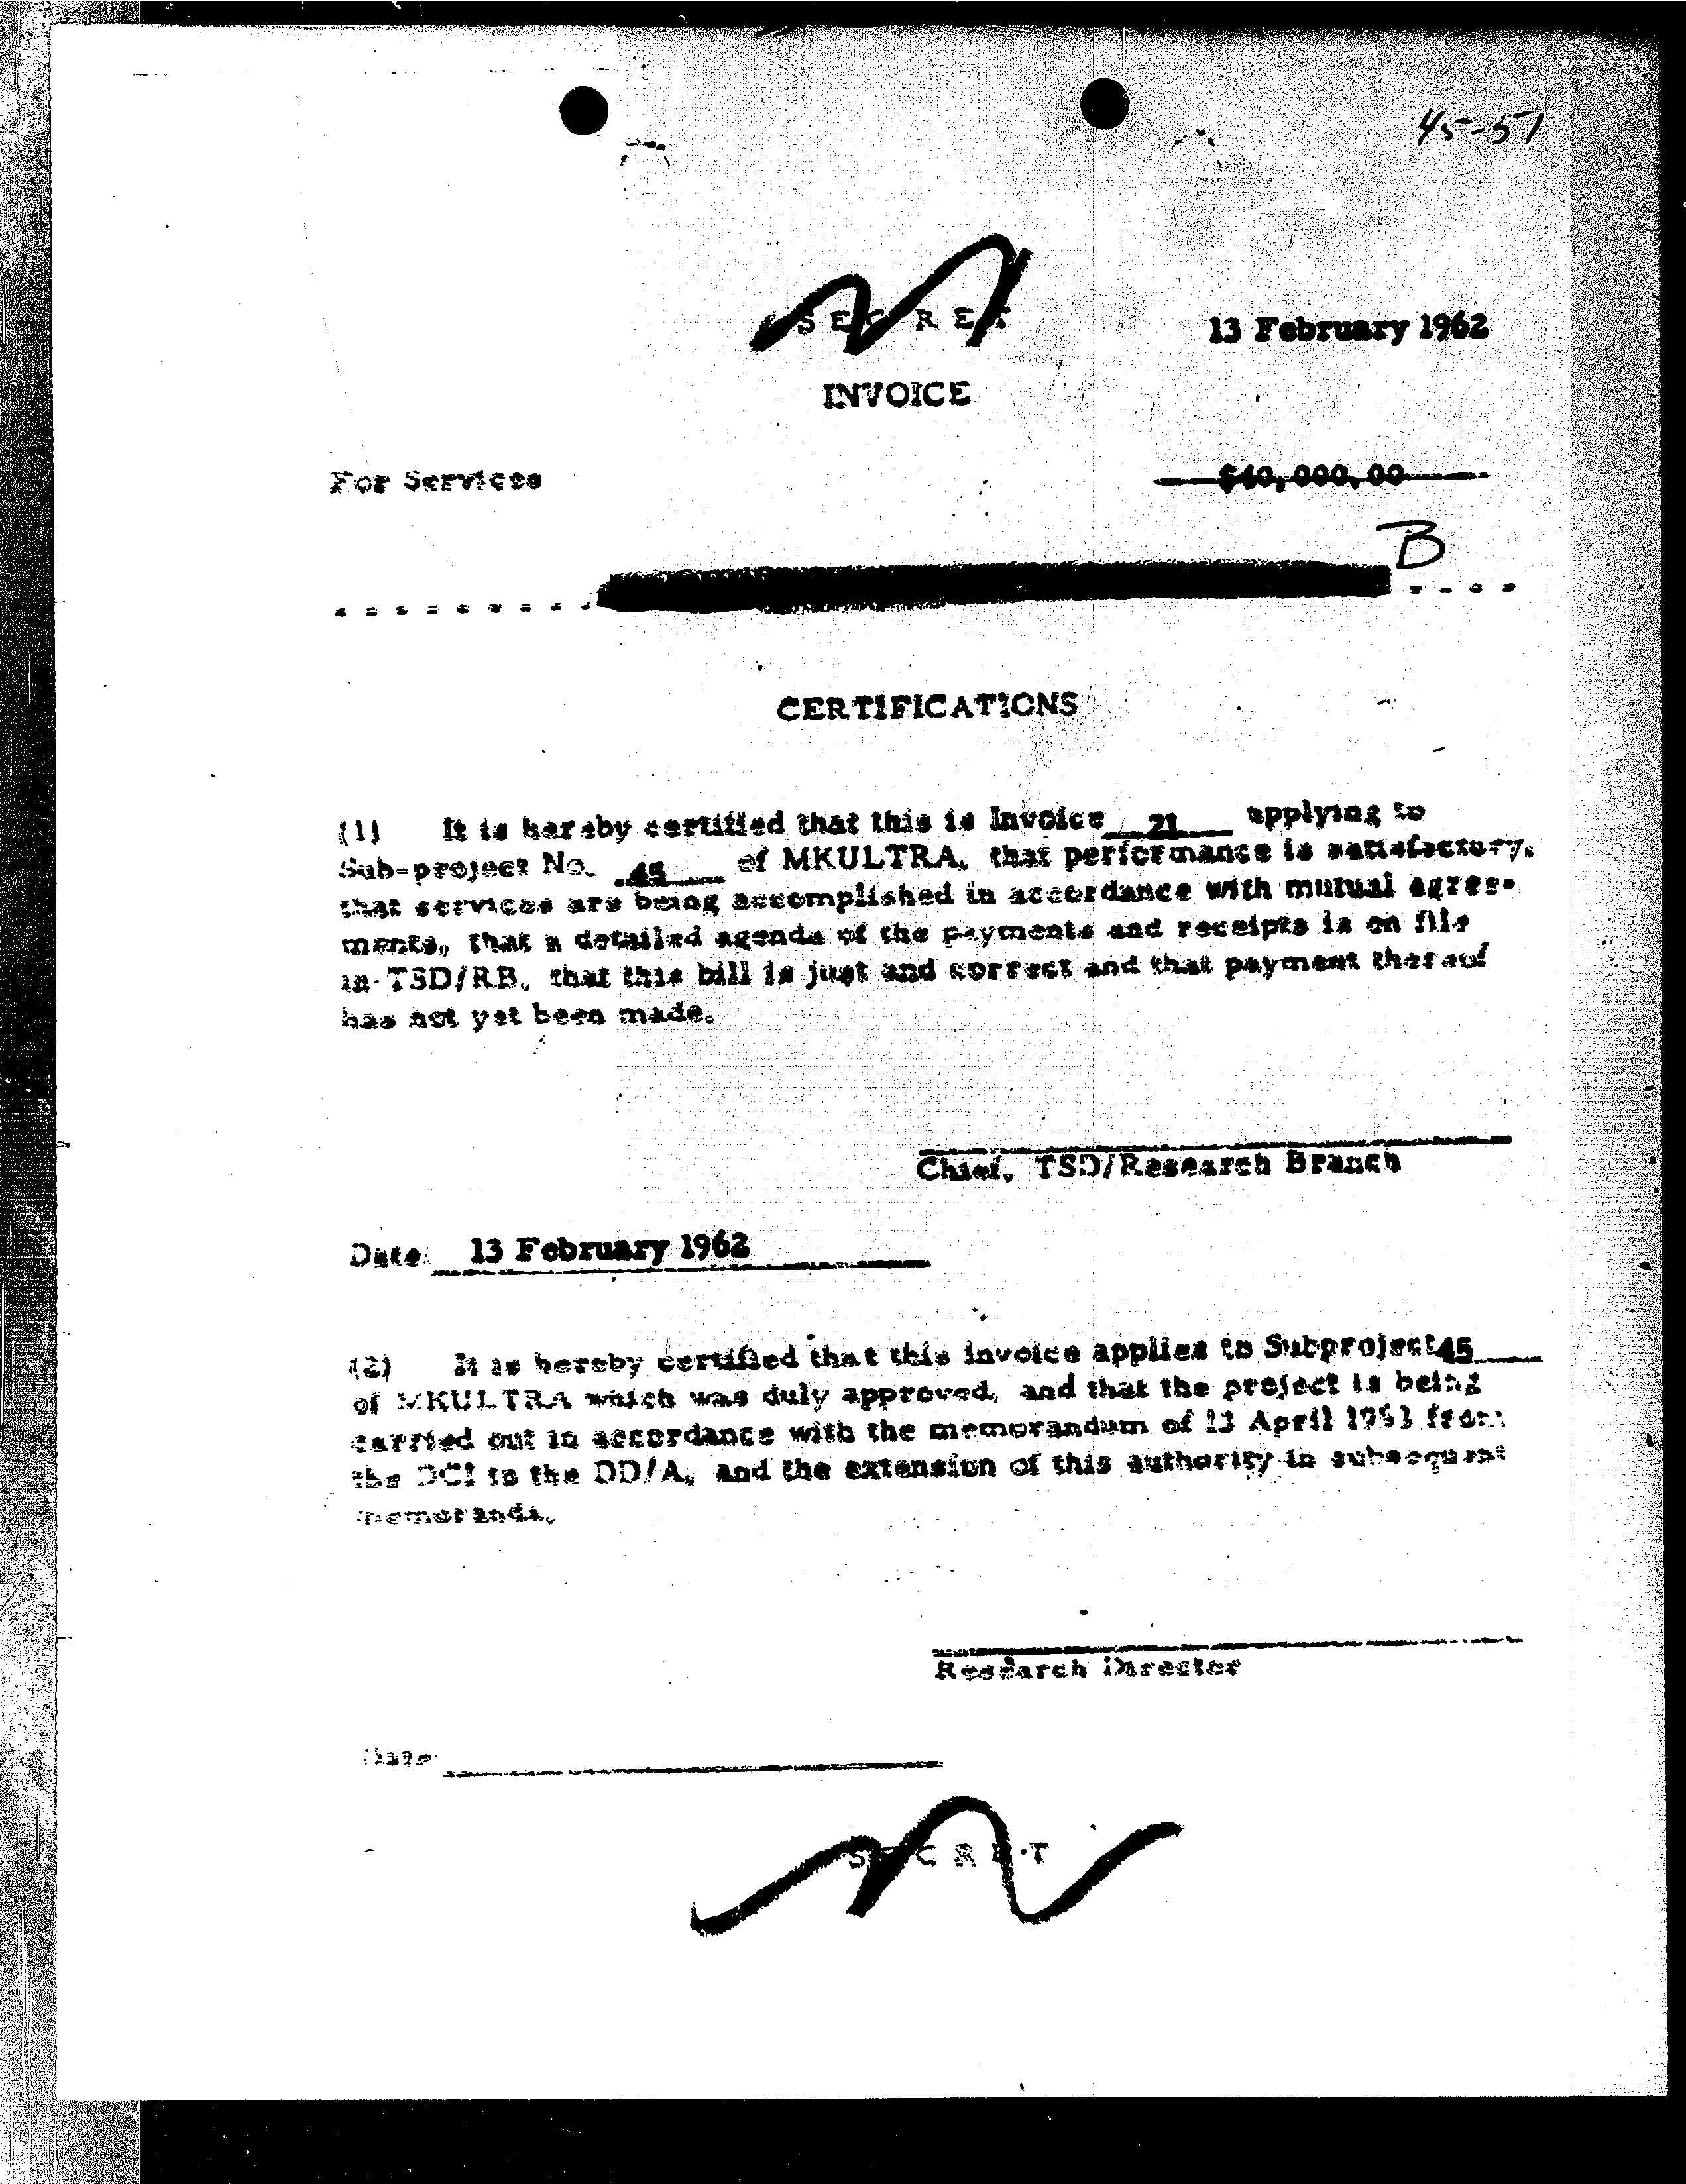 45-57
SECRET
13 February 1962
INVOICE
For Services
$40,000.00
B
CERTIFICATIONS
(1) It is hereby certified that this is Invoice 21 applying to
Sub-project No. 45 of MKULTRA, that performance is satisfactory,
that services are being accomplished in accordance with mutual agree-
ments, that a detailed agenda of the payments and receipts is on file
in TSD/RB, that this bill is just and correct and that payment thereof
has not yet been made.
Chief, TSD/Research Branch
Date: 13 February 1962
(2) It is hereby certified that this invoice applies to Subproject 45
of MKULTRA which was duly approved, and that the project is being
carried out in accordance with the memorandum of 13 April 1953 from
the DCI to the DD/A, and the extension of this authority in subsequent
memoranda.
Research Director
Date
SECRET